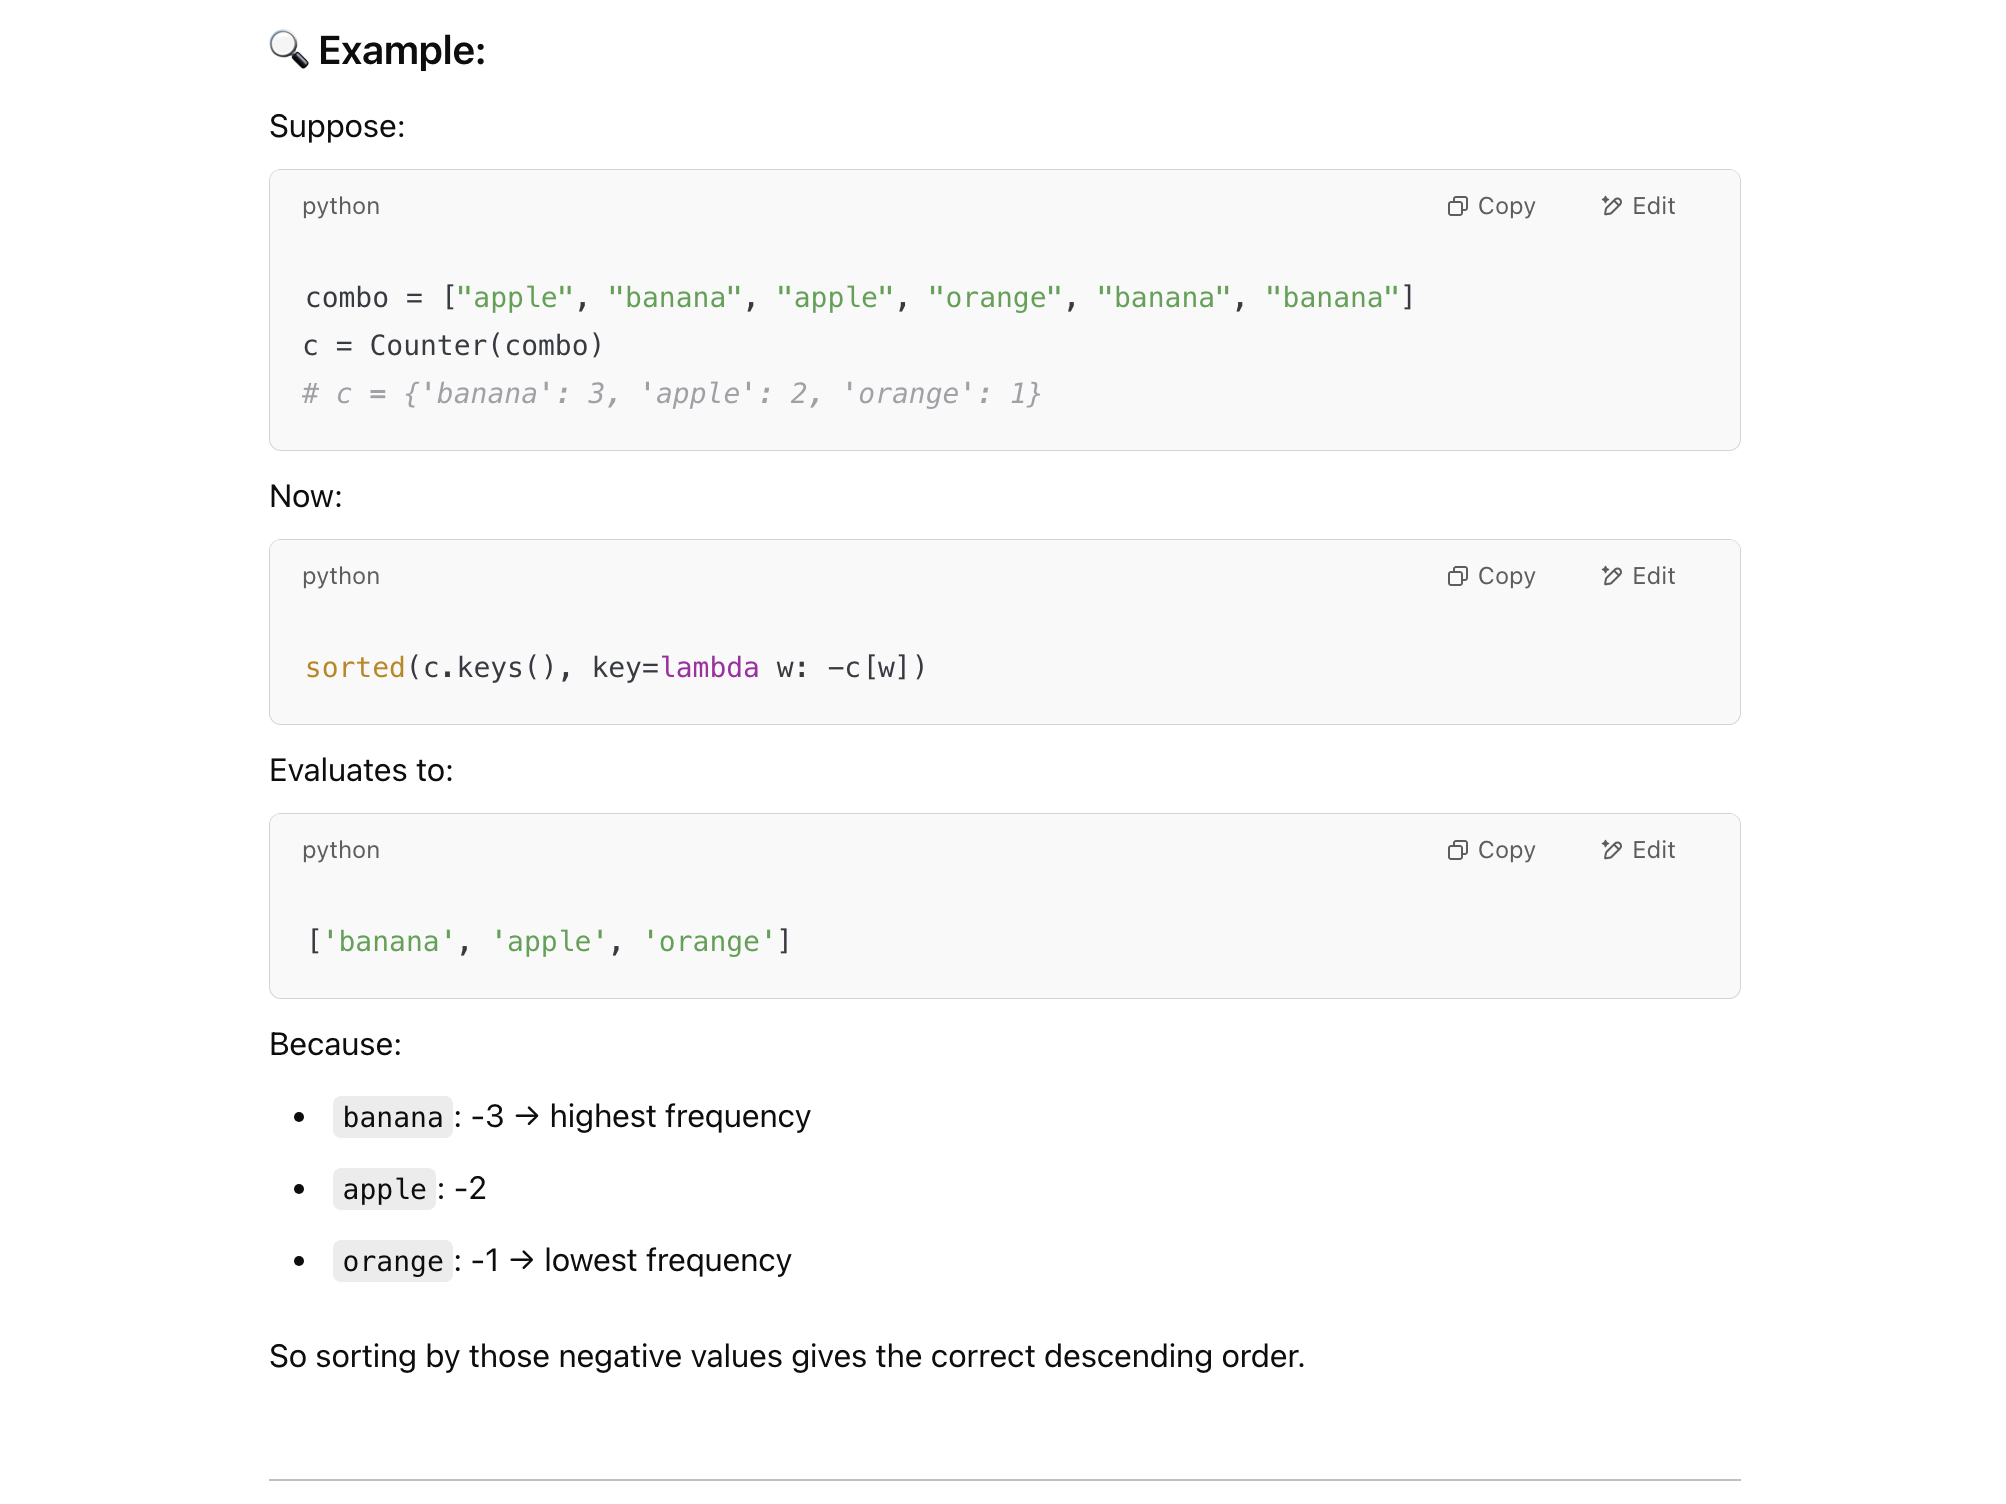 🔍 Example:
Suppose:
python
Copy
Edit
combo = ["apple", "banana", "apple", "orange", "banana", "banana"]
c = Counter(combo)
# c = {'banana': 3, 'apple': 2, 'orange': 1}
Now:
python
Copy
Edit
sorted(c.keys(), key=lambda w: -c[w])
Evaluates to:
python
Copy
Edit
['banana', 'apple', 'orange']
Because:
• banana: -3 → highest frequency
• apple: -2
• orange: -1 → lowest frequency
So sorting by those negative values gives the correct descending order.